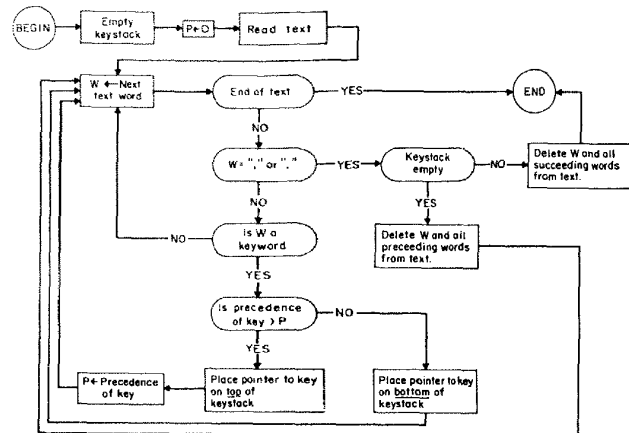 BEGIN
Empty
keystack
P←O
Read text
W ←Next
text word
End of text
YES
END
NO
W= "," or "."
YES
Keystack
empty
NO
Delete W and all
succeeding words
from text.
NO
YES
NO
Is W a
keyword
Delete W and all
preceeding words
from text.
YES
Is precedence
of key > P
NO
YES
P← Precedence
of key
Place pointer to key
on top of
keystack
Place pointer to key
on bottom of
keystack